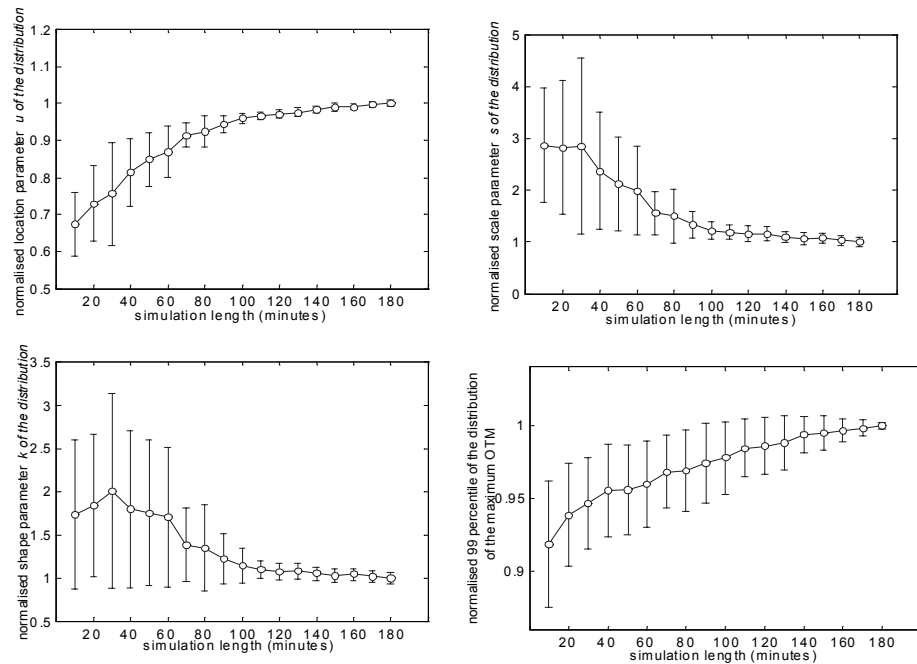 normalised location parameter u of the distribution
1.2
1.1
1
0.9
0.8
0.7
0.6
0.5
20 40 60 80 100 120 140 160 180
simulation length (minutes)
normalised scale parameter s of the distribution
5
4
3
2
1
0
20 40 60 80 100 120 140 160 180
simulation length (minutes)
normalised shape parameter k of the distribution
3.5
3
2.5
2
1.5
1
0.5
20 40 60 80 100 120 140 160 180
simulation length (minutes)
normalised 99 percentile of the distribution
of the maximum OTM
1
0.95
0.9
20 40 60 80 100 120 140 160 180
simulation length (minutes)